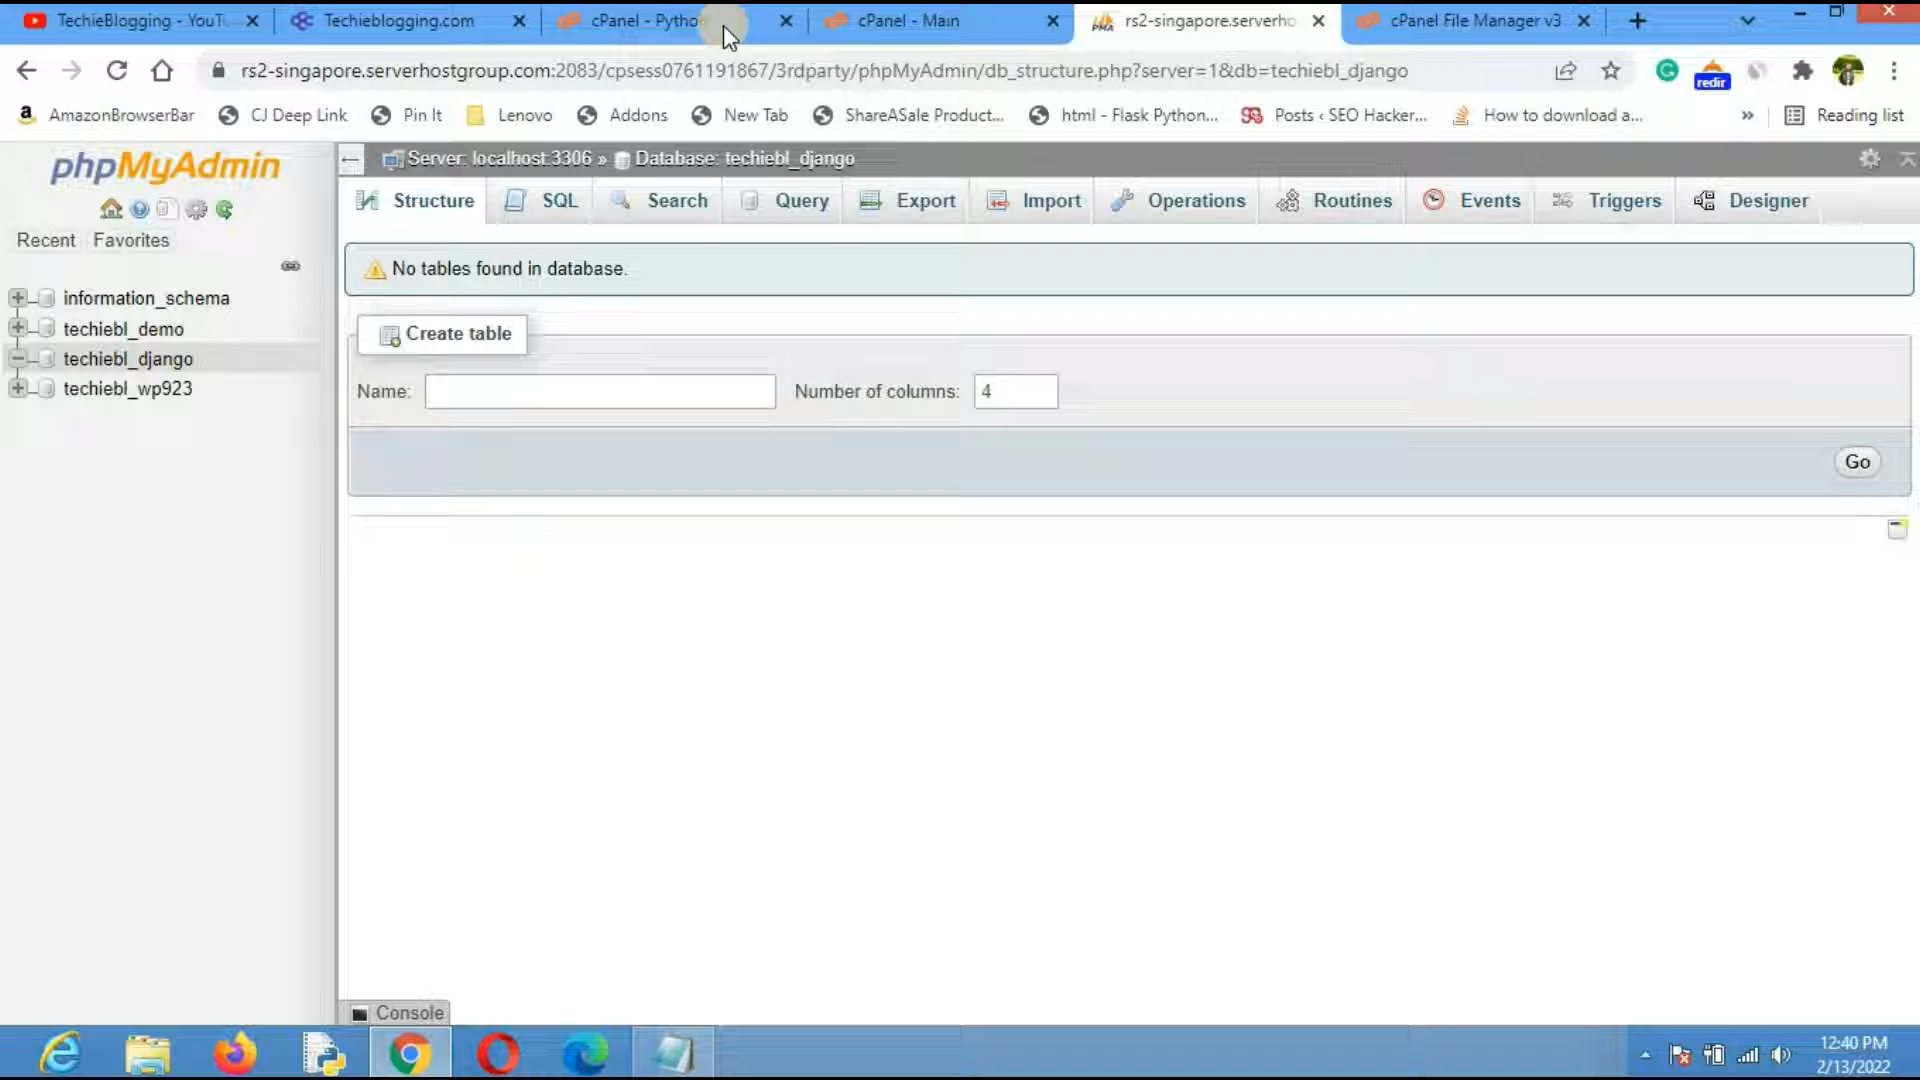 TechieBlogging - YouTu
Techieblogging.com
cPanel - Pytho
cPanel - Main
rs2-singapore.serverho
cPanel File Manager v3
rs2-singapore.serverhostgroup.com:2083/cpsess0761191867/3rdparty/phpMyAdmin/db_structure.php?server=1&db=techiebl_django
redir
AmazonBrowserBar
CJ Deep Link
Pin It
Lenovo
Addons
New Tab
ShareASale Product...
html - Flask Python...
Posts ‹ SEO Hacker...
How to download a...
»
Reading list
phpMyAdmin
Server: localhost:3306 » Database: techiebl_django
Structure
SQL
Search
Query
Export
Import
Operations
Routines
Events
Triggers
Designer
Recent
Favorites
No tables found in database.
information_schema
techiebl_demo
techiebl_django
techiebl_wp923
Create table
Name:
Number of columns: 4
Go
Console
12:40 PM
2/13/2022